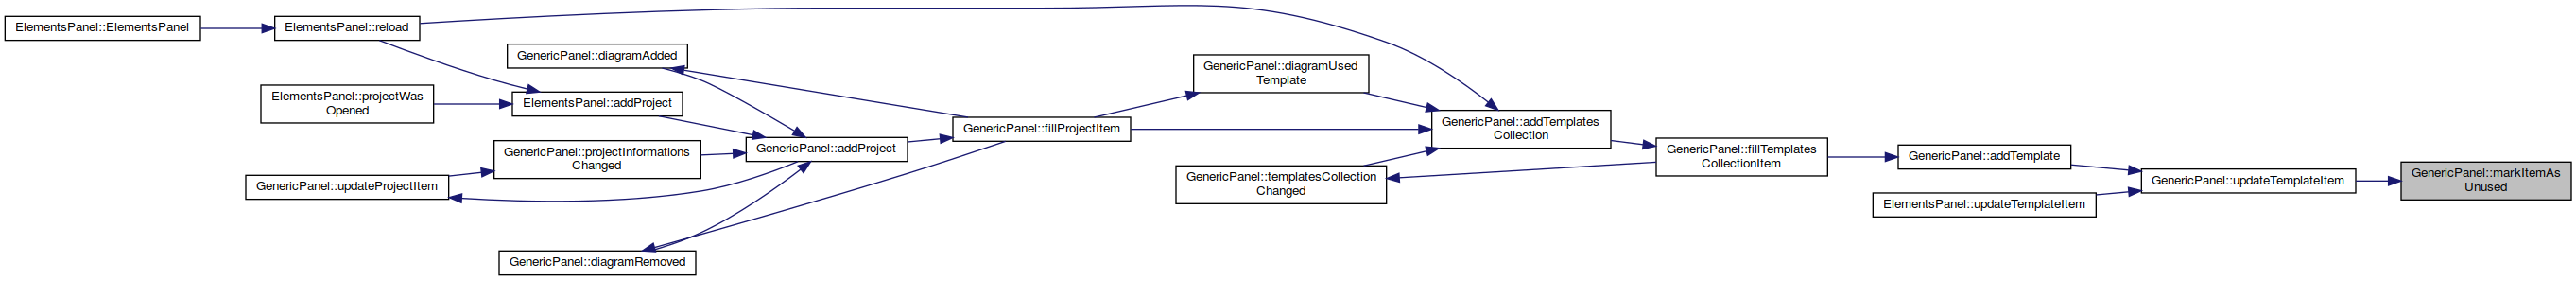 ElementsPanel::ElementsPanel
ElementsPanel::reload
GenericPanel::diagramAdded
ElementsPanel::projectWas
Opened
ElementsPanel::addProject
GenericPanel::projectInformations
Changed
GenericPanel::updateProjectItem
GenericPanel::addProject
GenericPanel::diagramRemoved
GenericPanel::fillProjectItem
GenericPanel::diagramUsed
Template
GenericPanel::templatesCollection
Changed
GenericPanel::addTemplates
Collection
GenericPanel::fillTemplates
CollectionItem
GenericPanel::addTemplate
ElementsPanel::updateTemplateItem
GenericPanel::updateTemplateItem
GenericPanel::markItemAs
Unused